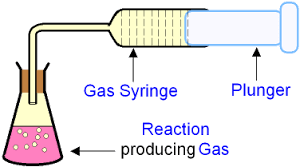 Gas Syringe
Plunger
Reaction
producing Gas